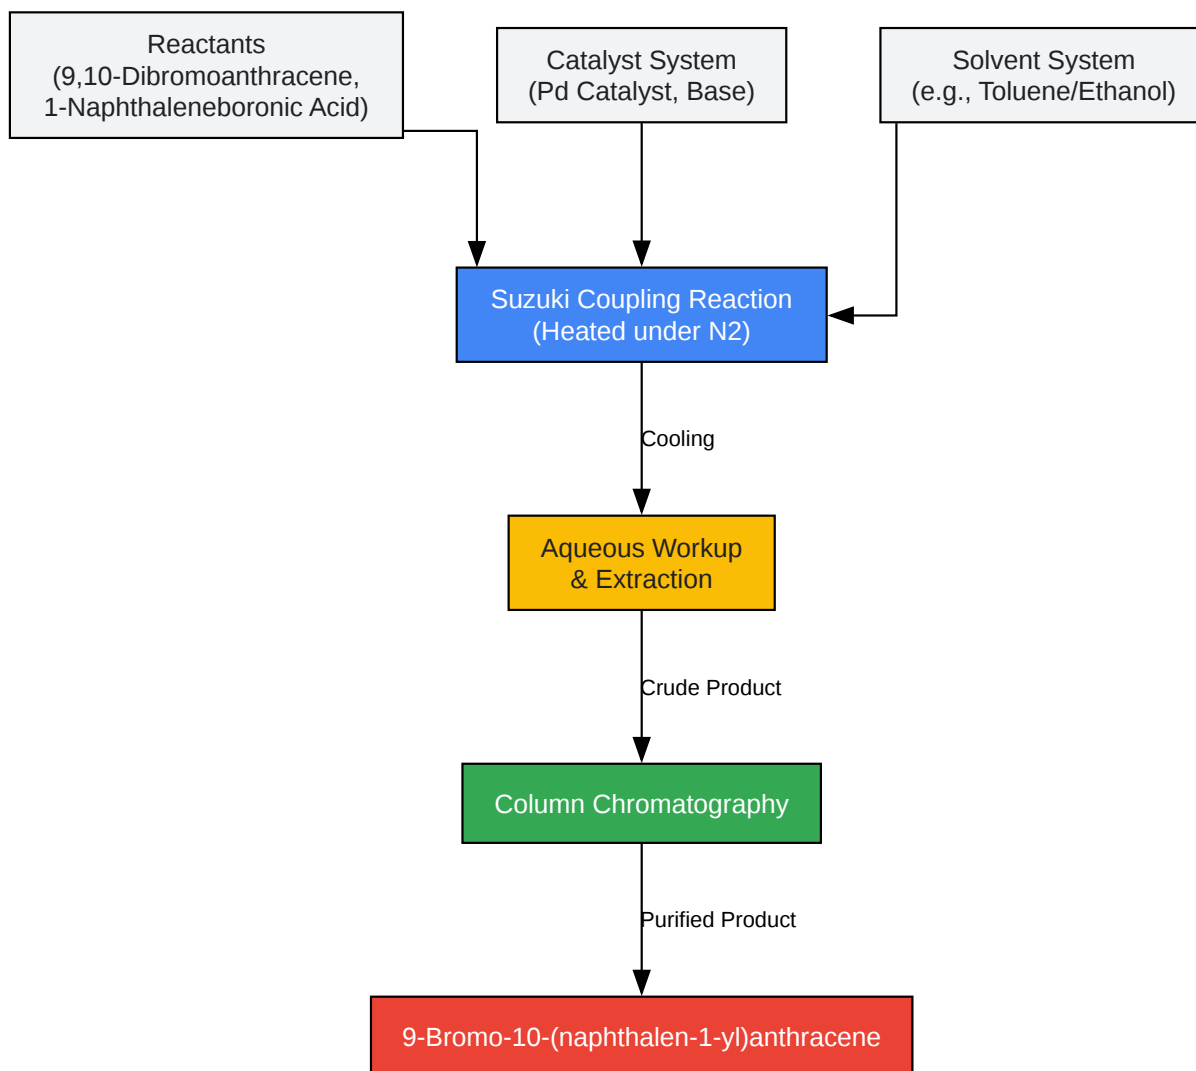 Reactants
(9,10-Dibromoanthracene,
1-Naphthaleneboronic Acid)
Catalyst System
(Pd Catalyst, Base)
Solvent System
(e.g., Toluene/Ethanol)
Suzuki Coupling Reaction
(Heated under N2)
Cooling
Aqueous Workup
& Extraction
Crude Product
Column Chromatography
Purified Product
9-Bromo-10-(naphthalen-1-yl)anthracene